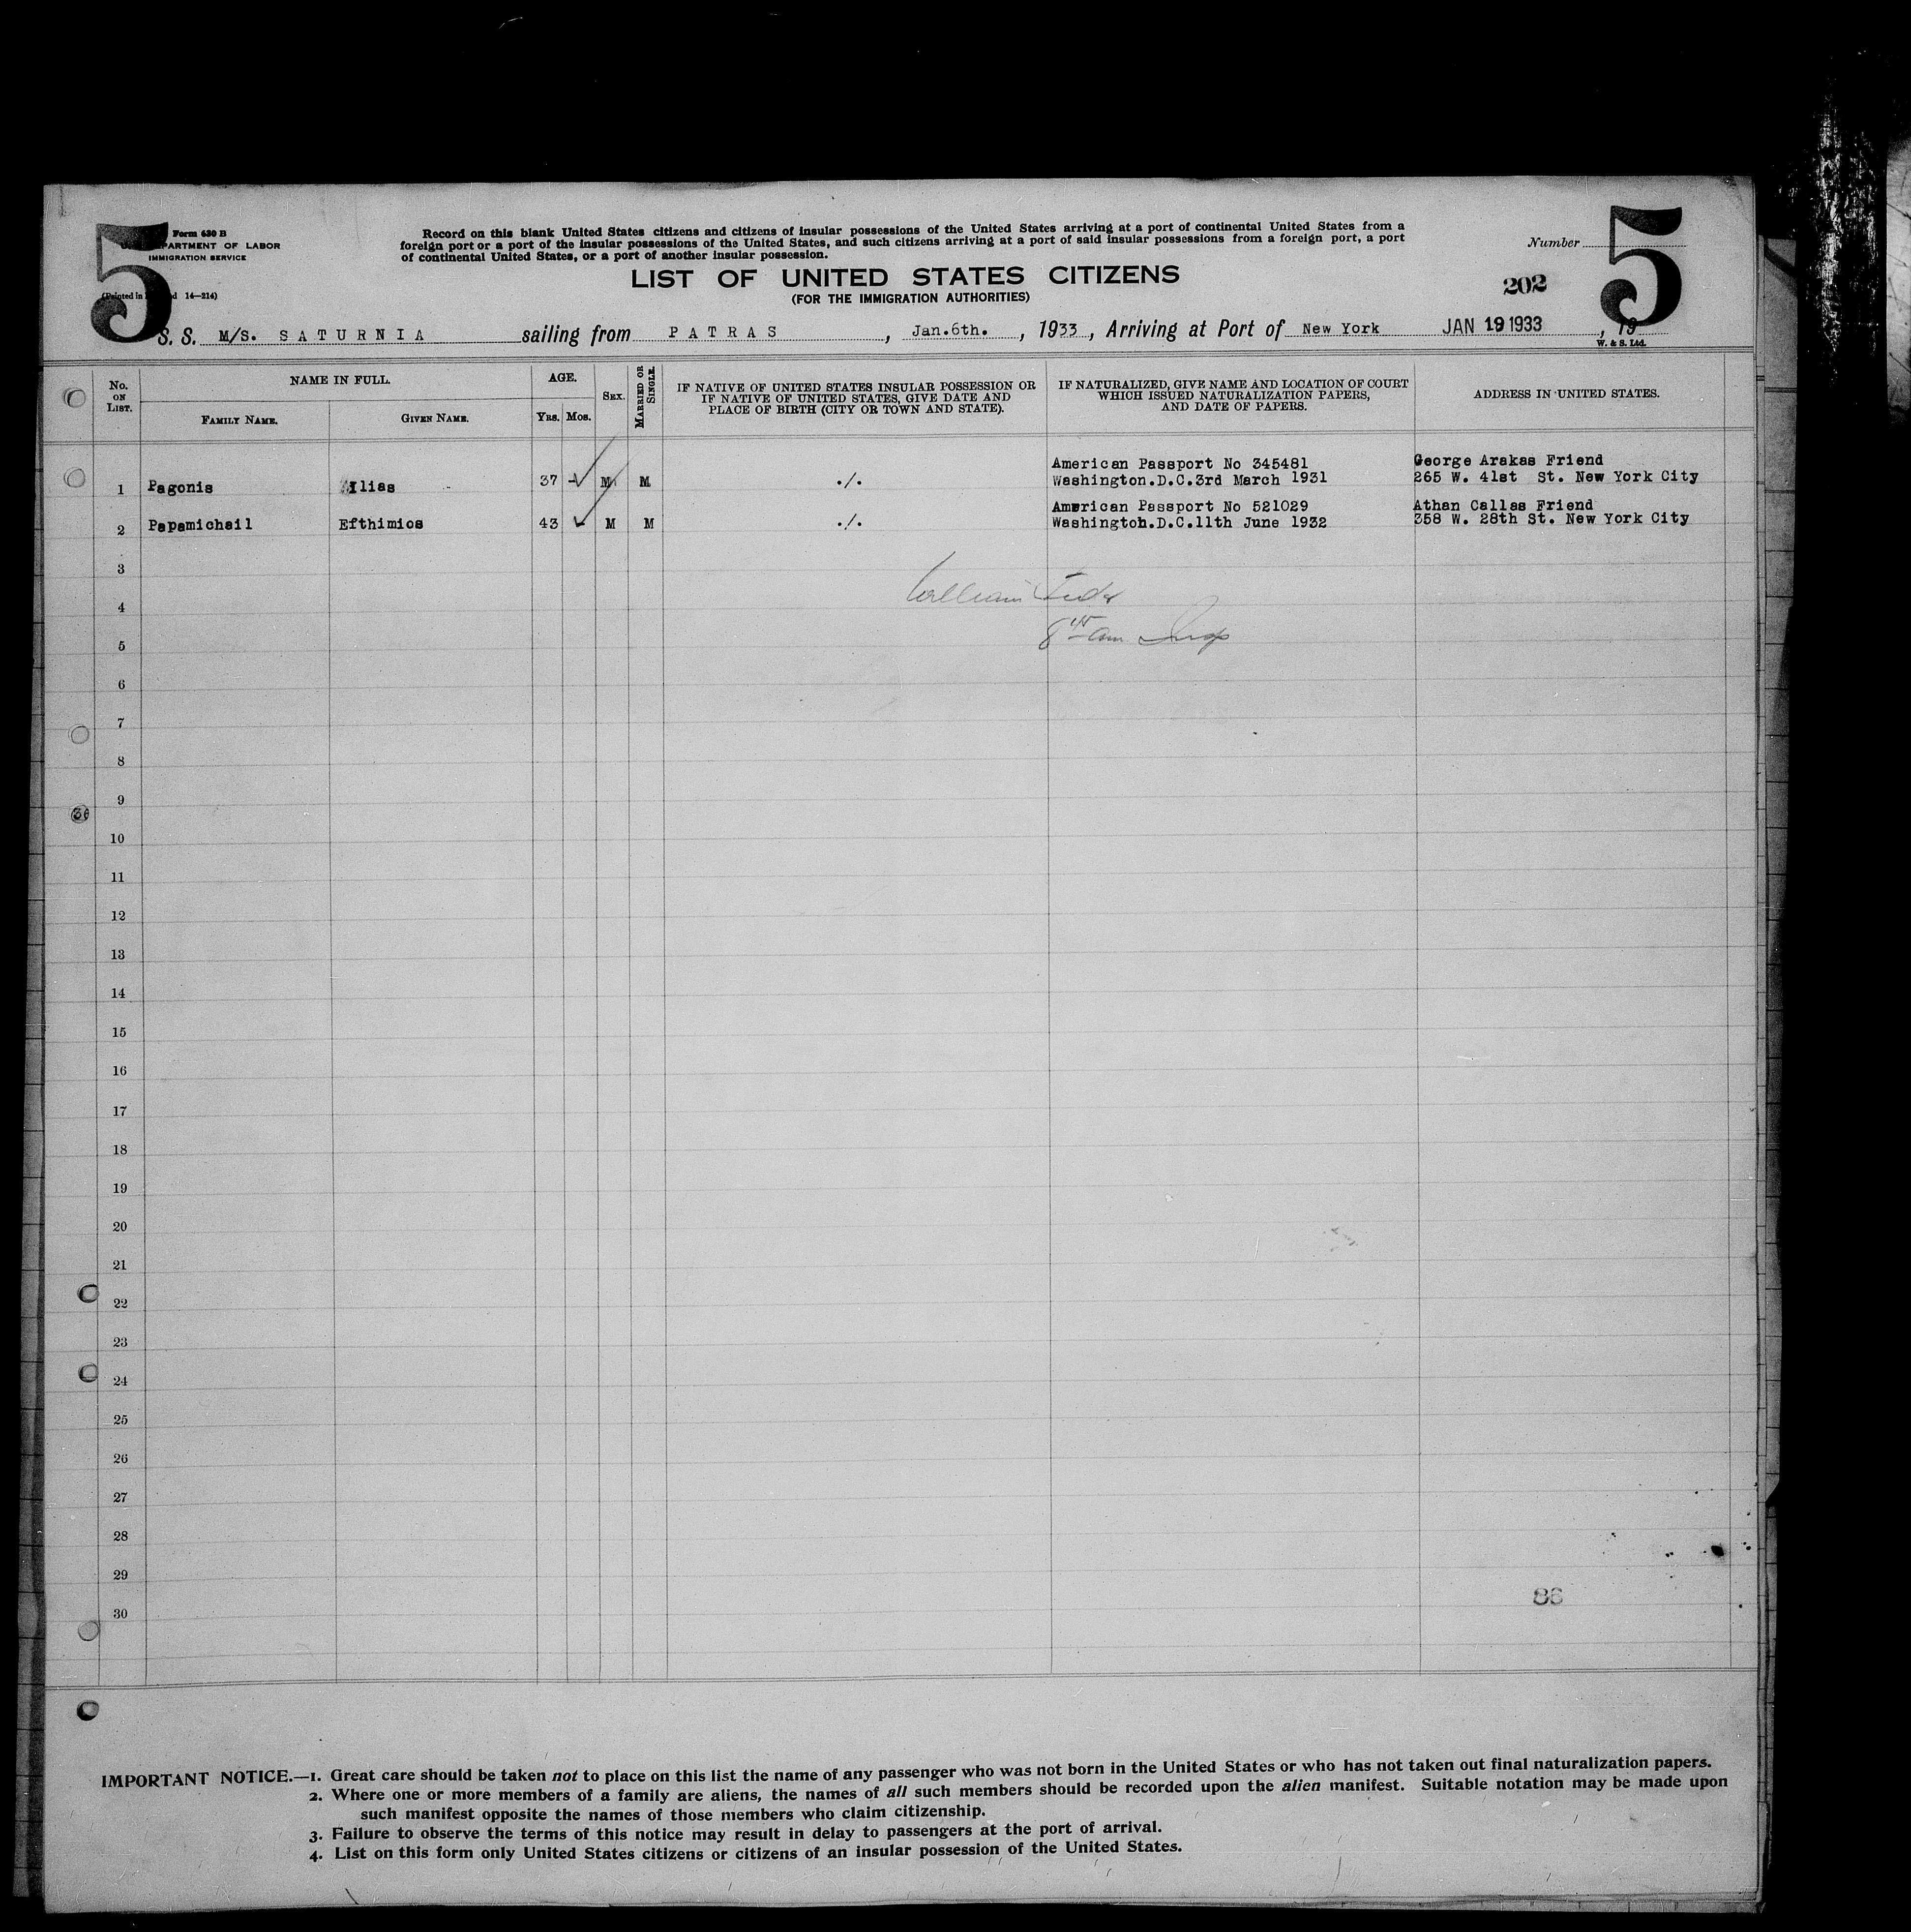 5
Form 630 B
DEPARTMENT OF LABOR
IMMIGRATION SERVICE
(Printed in 14—214)
Record on this blank United States citizens and citizens of insular possessions of the United States arriving at a port of continental United States from a
foreign port or a port of the insular possessions of the United States, and such citizens arriving at a port of said insular possessions from a foreign port, a port
of continental United States, or a port of another insular possession.
LIST OF UNITED STATES CITIZENS
(FOR THE IMMIGRATION AUTHORITIES)
Number
5
202
S. S. M/S. SATURNIA sailing from PATRAS, Jan.6th., 1933, Arriving at Port of New York JAN 19 1933, 19
W. & S. Ltd.
No. ON LIST.
NAME IN FULL.
FAMILY NAME.
GIVEN NAME.
AGE.
YRS. MOS.
SEX.
MARRIED OR SINGLE.
IF NATIVE OF UNITED STATES INSULAR POSSESSION OR
IF NATIVE OF UNITED STATES, GIVE DATE AND
PLACE OF BIRTH (CITY OR TOWN AND STATE).
IF NATURALIZED, GIVE NAME AND LOCATION OF COURT
WHICH ISSUED NATURALIZATION PAPERS,
AND DATE OF PAPERS.
ADDRESS IN UNITED STATES.
American Passport No 345481 George Arakas Friend
1 Pagonis Ilias 37 M M ./. Washington.D.C.3rd March 1931 265 W. 41st St. New York City
American Passport No 521029 Athan Callas Friend
2 Papamichail Efthimios 43 M M ./. Washington.D.C.11th June 1932 358 W. 28th St. New York City
3
4 William
5 8 45 am Insp
6
7
8
9
36
10
11
12
13
14
15
16
17
18
19
20
21
22
23
24
25
26
27
28
29
86
30
IMPORTANT NOTICE.—1. Great care should be taken not to place on this list the name of any passenger who was not born in the United States or who has not taken out final naturalization papers.
2. Where one or more members of a family are aliens, the names of all such members should be recorded upon the alien manifest. Suitable notation may be made upon
such manifest opposite the names of those members who claim citizenship.
3. Failure to observe the terms of this notice may result in delay to passengers at the port of arrival.
4. List on this form only United States citizens or citizens of an insular possession of the United States.